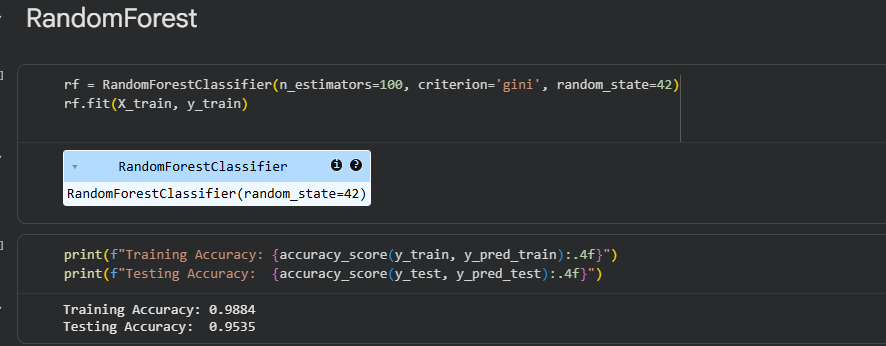 RandomForest
rf = RandomForestClassifier(n_estimators=100, criterion='gini', random_state=42)
rf.fit(X_train, y_train)
RandomForestClassifier
RandomForestClassifier(random_state=42)
print(f"Training Accuracy: {accuracy_score(y_train, y_pred_train):.4f}")
print(f"Testing Accuracy:  {accuracy_score(y_test, y_pred_test):.4f}")
Training Accuracy: 0.9884
Testing Accuracy:  0.9535